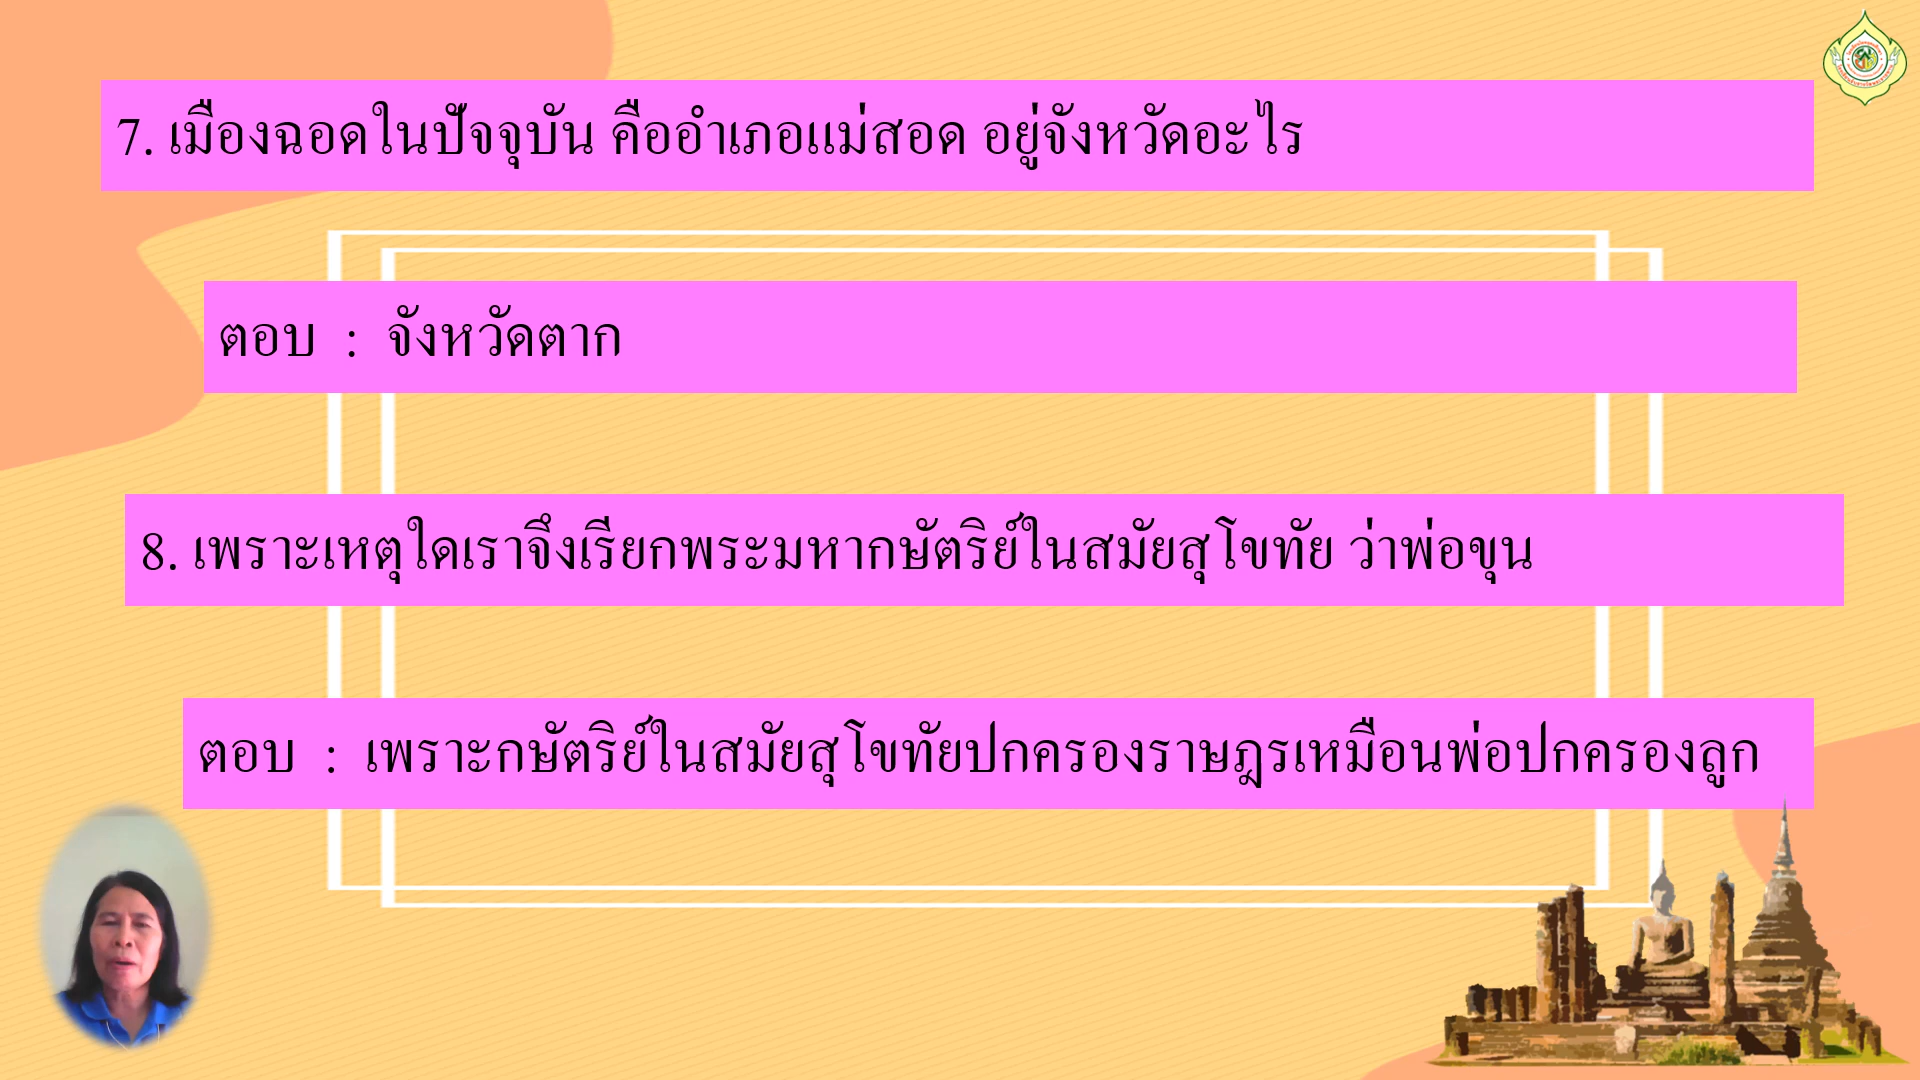 7. เมืองฉอดในปัจจุบัน คืออำเภอแม่สอด อยู่จังหวัดอะไร
ตอบ : จังหวัดตาก
8. เพราะเหตุใดเราจึงเรียกพระมหากษัตริย์ในสมัยสุโขทัย ว่าพ่อขุน
ตอบ : เพราะกษัตริย์ในสมัยสุโขทัยปกครองราษฎรเหมือนพ่อปกครองลูก